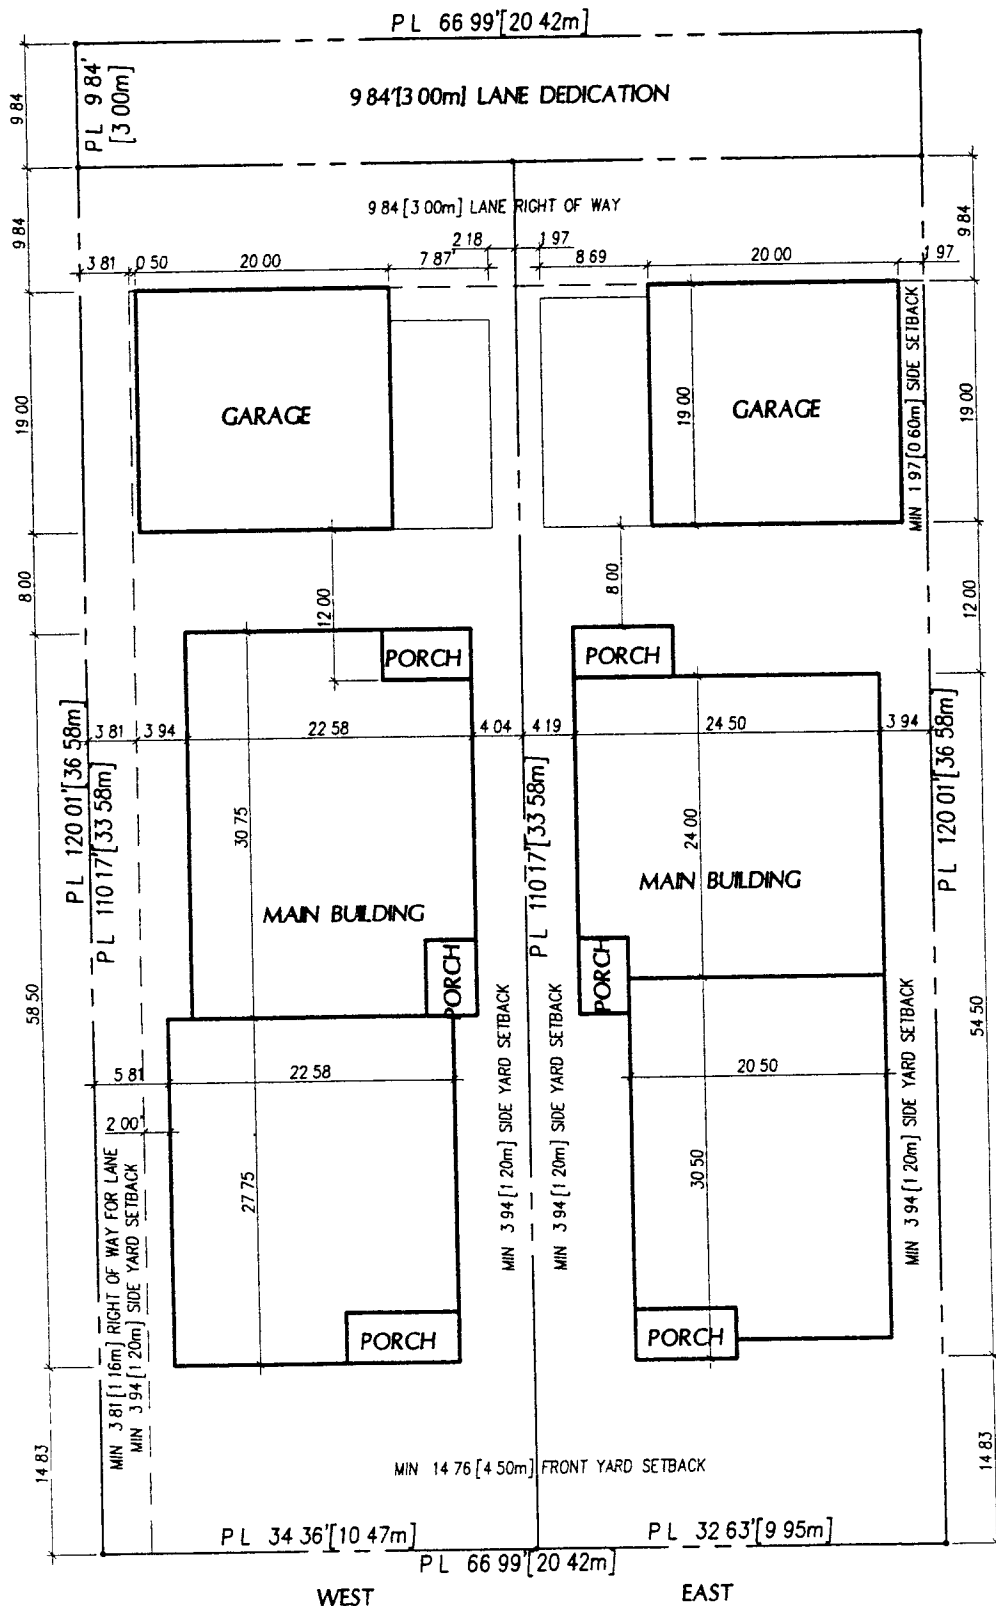 P L 66 99'[20 42m]
9 84
P L 9 84'
[3 00m]
9 84'[3 00m] LANE DEDICATION
9 84
9 84 [3 00m] LANE RIGHT OF WAY
9 84
2 18
1 97
3 81
0 50
20 00
7 87'
8 69
20 00
1 97
19 00
GARAGE
19 00
GARAGE
MIN 1 97 [0 60m] SIDE SETBACK
19 00
8 00
12 00
8 00
12 00
PORCH
PORCH
P L 120 01'[36 58m]
3 81
3 94
22 58
4 04
4 19
24 50
3 94
P L 110 17'[33 58m]
30 75
P L 110 17'[33 58m]
24 00
P L 120 01'[36 58m]
MAIN BUILDING
MAIN BUILDING
PORCH
PORCH
58 50
54 50
5 81
22 58
20 50
2 00'
27 75
30 50
MIN 3 94 [1 20m] SIDE YARD SETBACK
MIN 3 94 [1 20m] SIDE YARD SETBACK
MIN 3 94 [1 20m] SIDE YARD SETBACK
MIN 3 81 [1 16m] RIGHT OF WAY FOR LANE
MIN 3 94 [1 20m] SIDE YARD SETBACK
PORCH
PORCH
14 83
14 83
MIN 14 76 [4 50m] FRONT YARD SETBACK
P L 34 36'[10 47m]
P L 32 63'[9 95m]
P L 66 99'[20 42m]
WEST
EAST